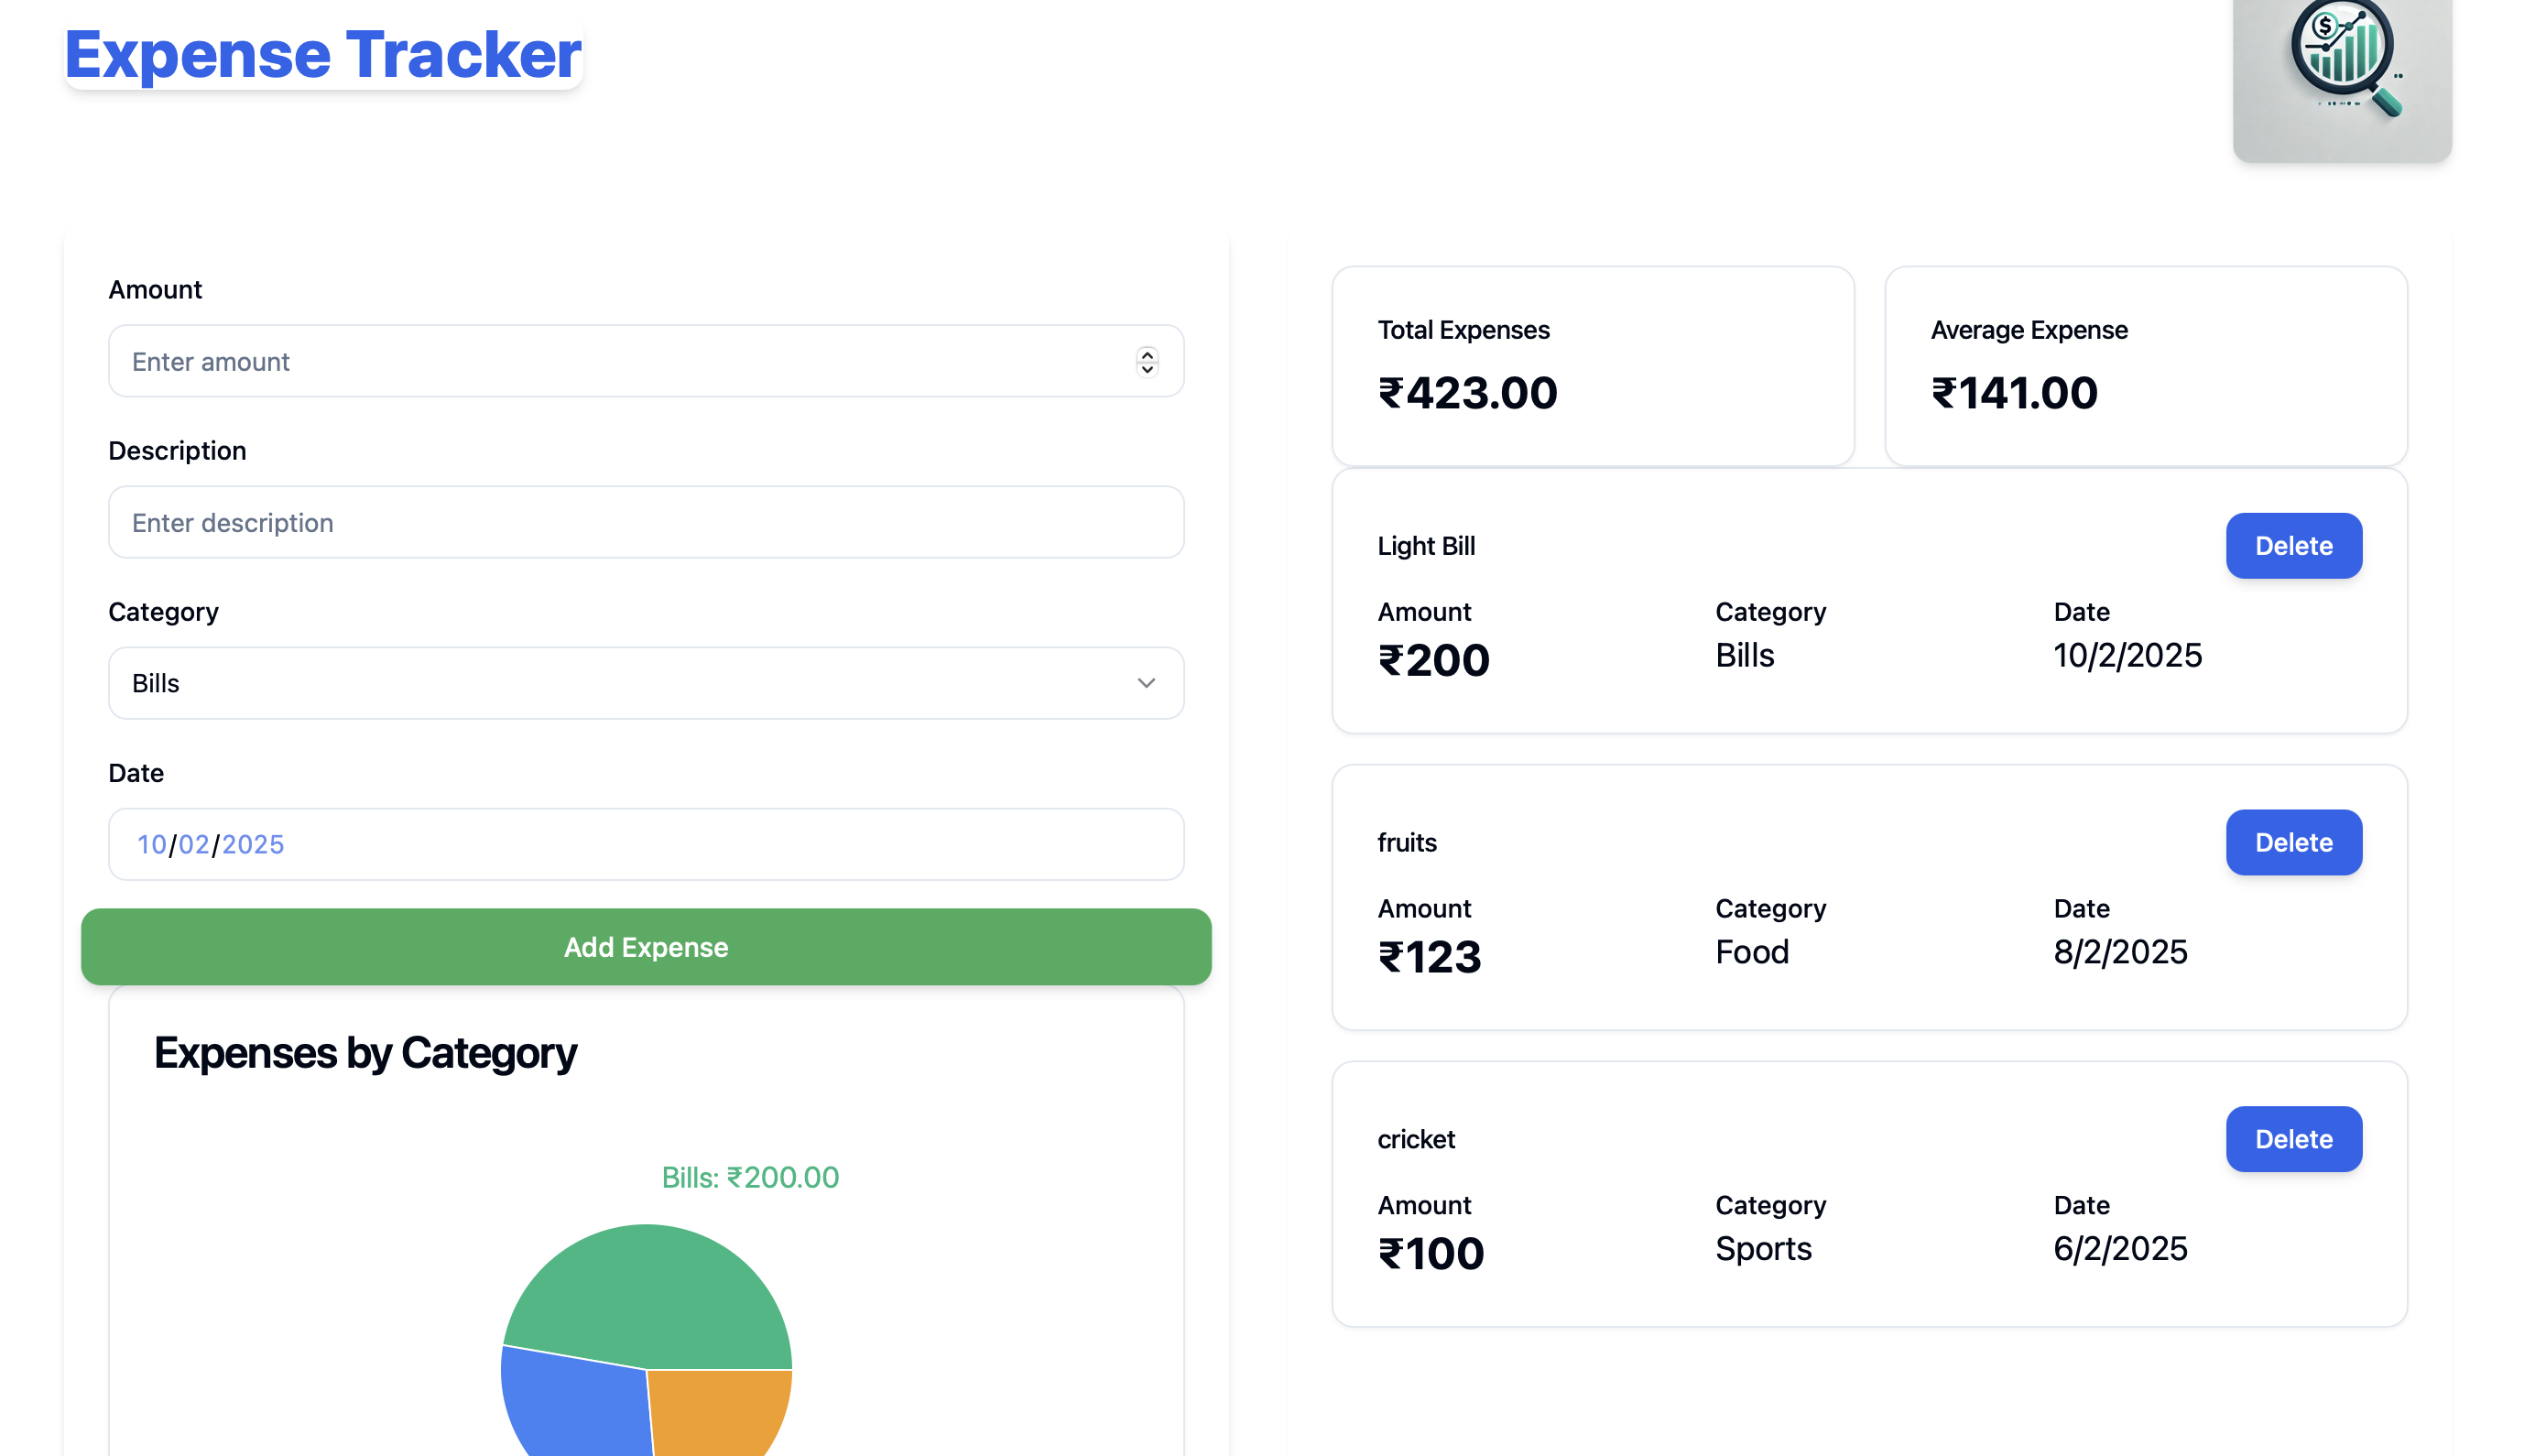 Expense Tracker
$
Amount
Enter amount
Description
Enter description
Category
Bills
Date
10/02/2025
Add Expense
Expenses by Category
Bills: ₹200.00
Total Expenses
₹423.00
Average Expense
₹141.00
Light Bill
Delete
Amount
Category
Date
₹200
Bills
10/2/2025
fruits
Delete
Amount
Category
Date
₹123
Food
8/2/2025
cricket
Delete
Amount
Category
Date
₹100
Sports
6/2/2025